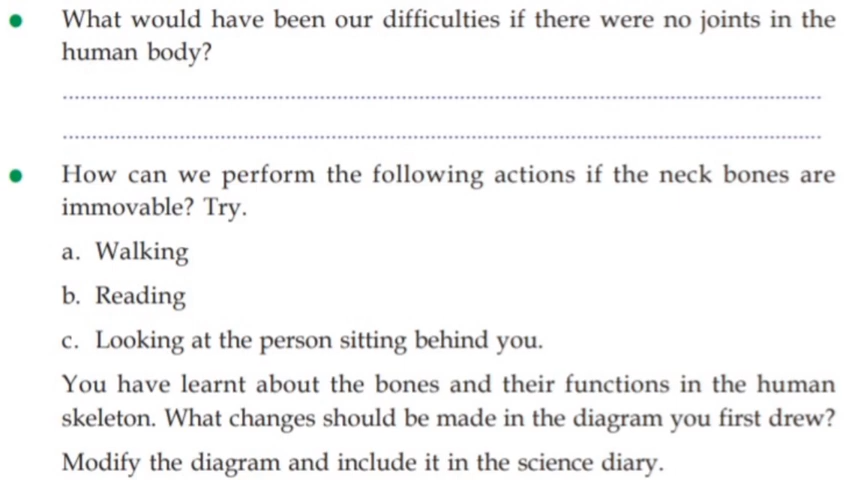 • What would have been our difficulties if there were no joints in the
human body?
• How can we perform the following actions if the neck bones are
immovable? Try.
a. Walking
b. Reading
c. Looking at the person sitting behind you.
You have learnt about the bones and their functions in the human
skeleton. What changes should be made in the diagram you first drew?
Modify the diagram and include it in the science diary.